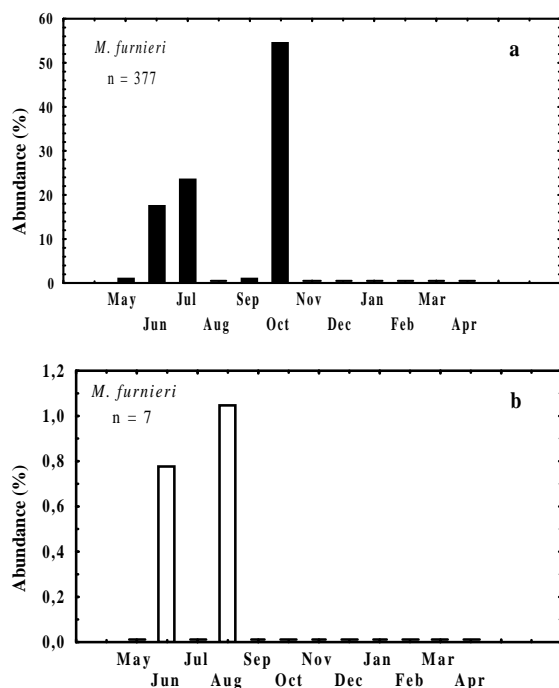 60
M. furnieri
a
n = 377
50
40
30
20
10
0
Abundance (%)
May Jul Sep Nov Jan Mar
Jun Aug Oct Dec Feb Apr
1,2
M. furnieri
b
n = 7
1,0
0,8
0,6
0,4
0,2
0,0
Abundance (%)
May Jul Sep Nov Jan Mar
Jun Aug Oct Dec Feb Apr